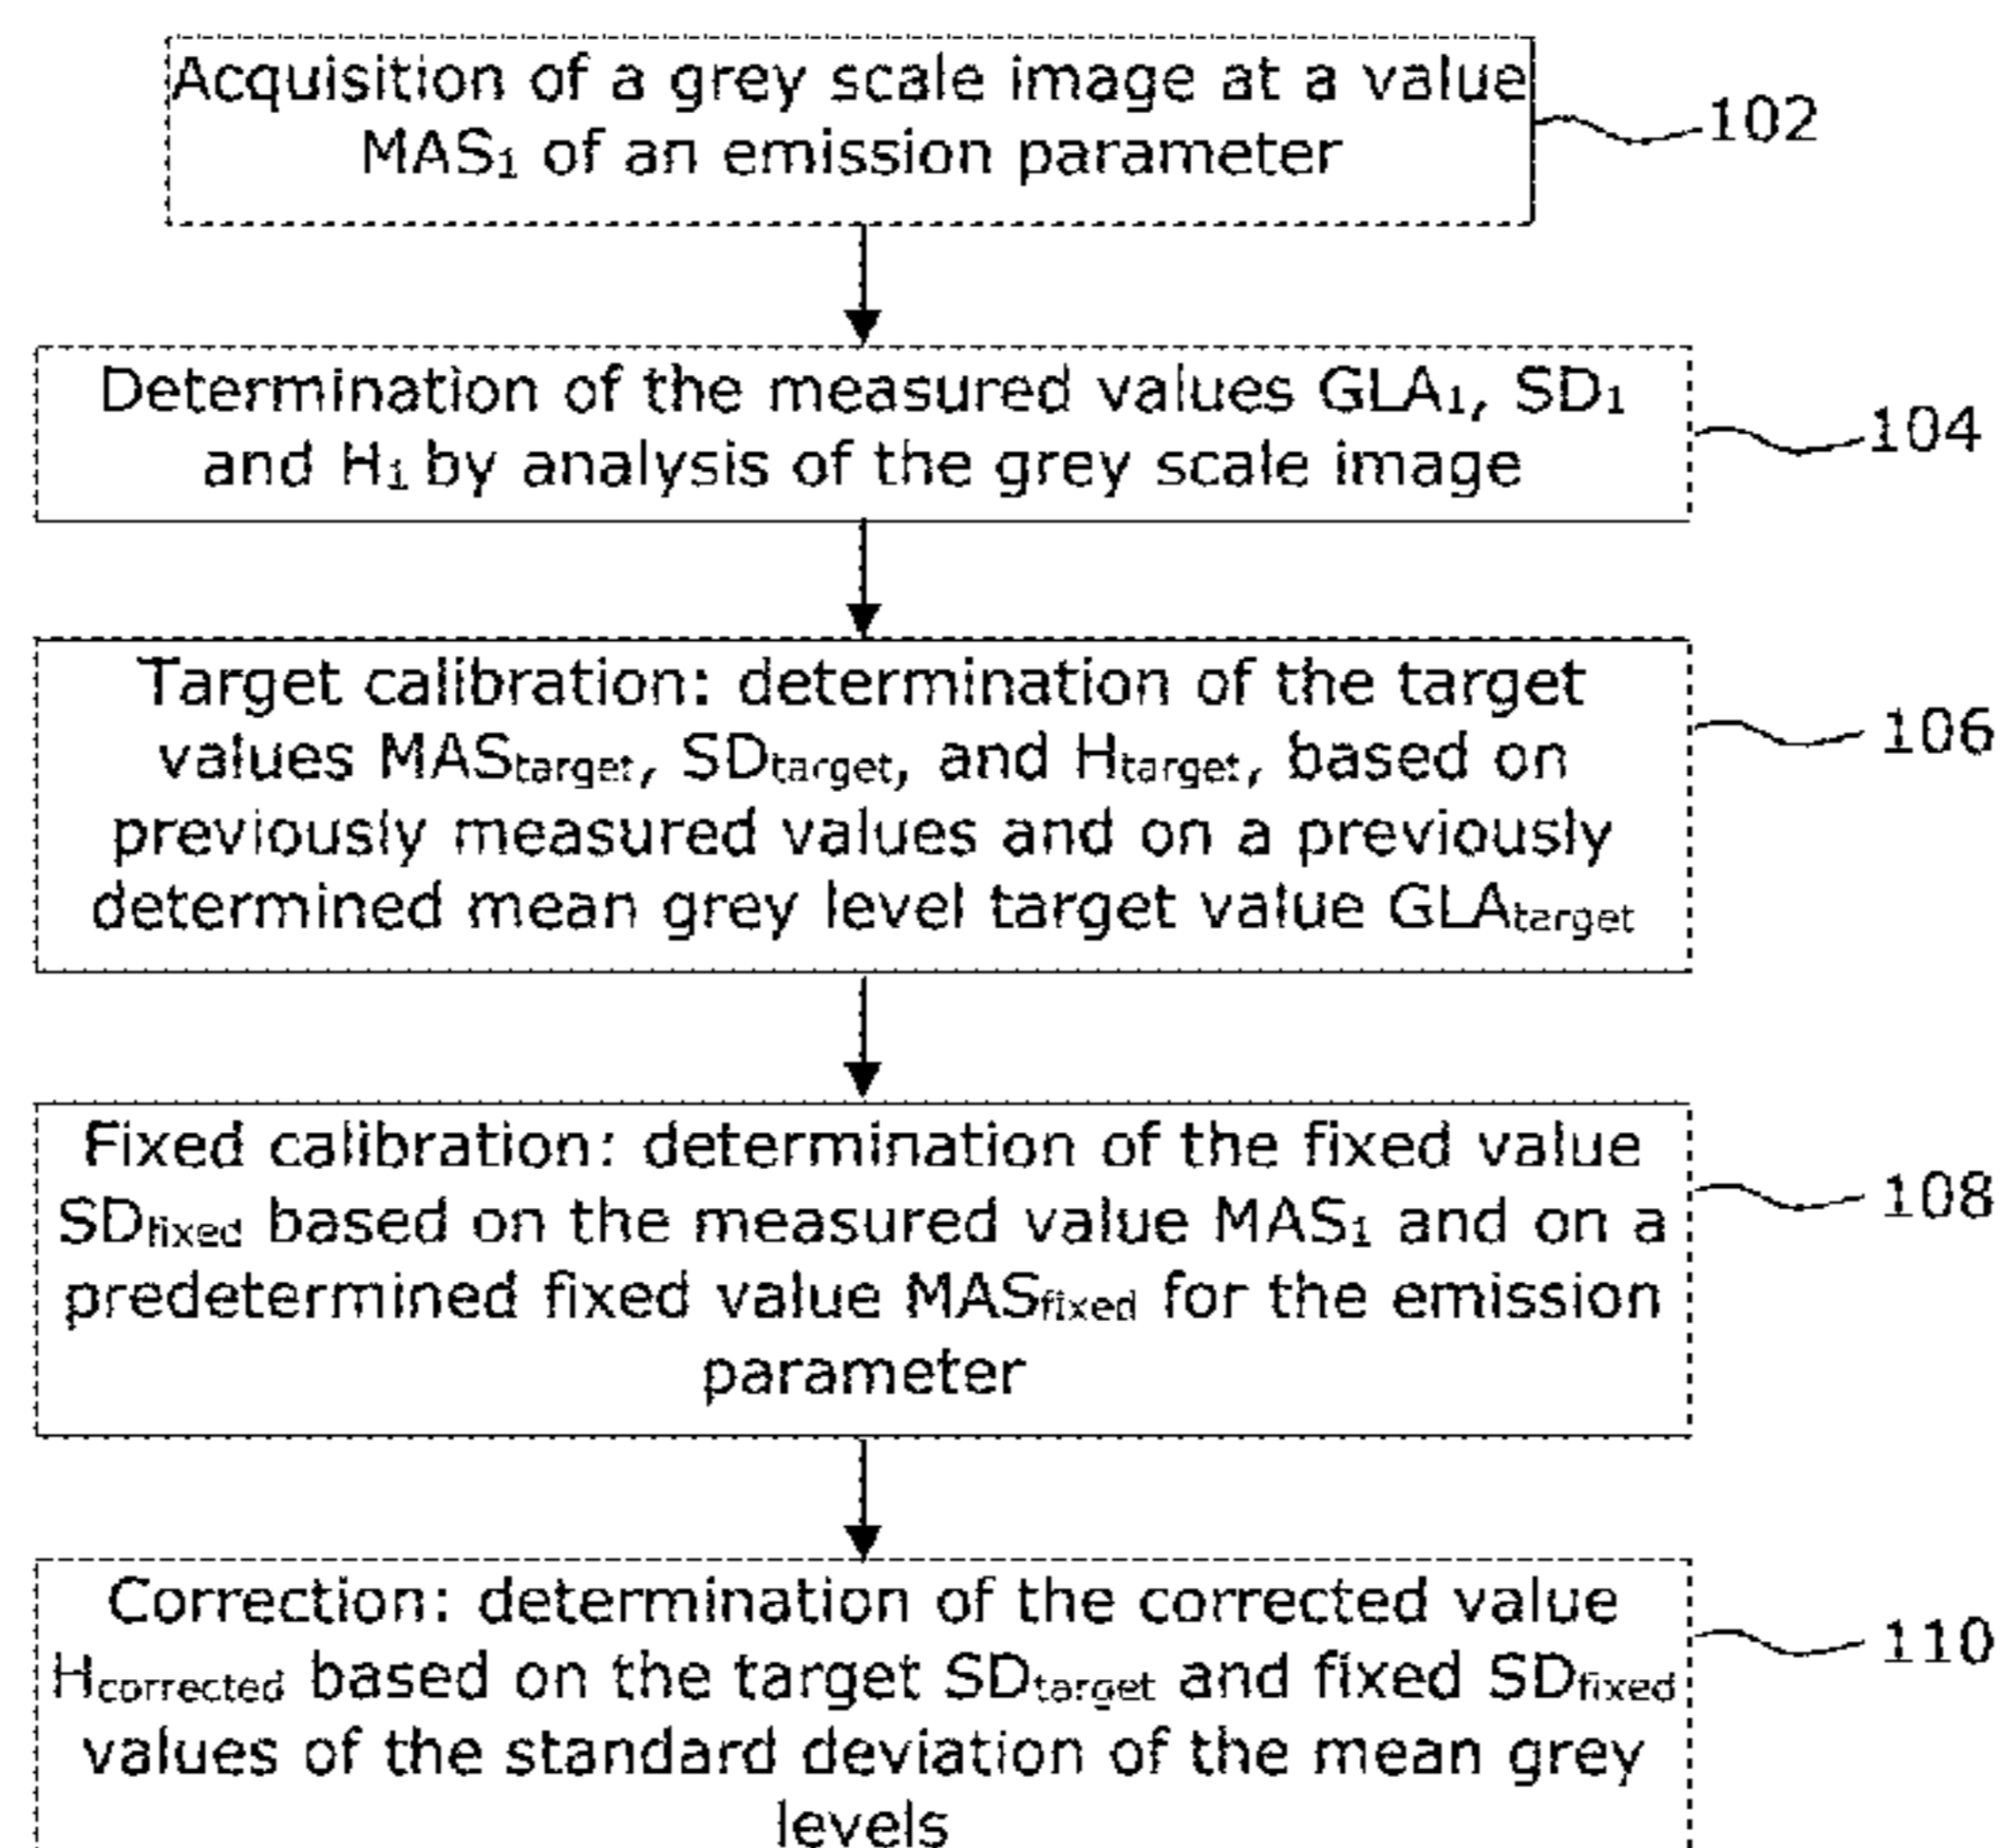 Acquisition of a grey scale image at a value
MAS₁ of an emission parameter
102
Determination of the measured values GLA₁, SD₁
and H₁ by analysis of the grey scale image
104
Target calibration: determination of the target
values MAStarget, SDtarget, and Htarget, based on
previously measured values and on a previously
determined mean grey level target value GLAtarget
106
Fixed calibration: determination of the fixed value
SDfixed based on the measured value MAS₁ and on a
predetermined fixed value MASfixed for the emission
parameter
108
Correction: determination of the corrected value
Hcorrected based on the target SDtarget and fixed SDfixed
values of the standard deviation of the mean grey
levels
110